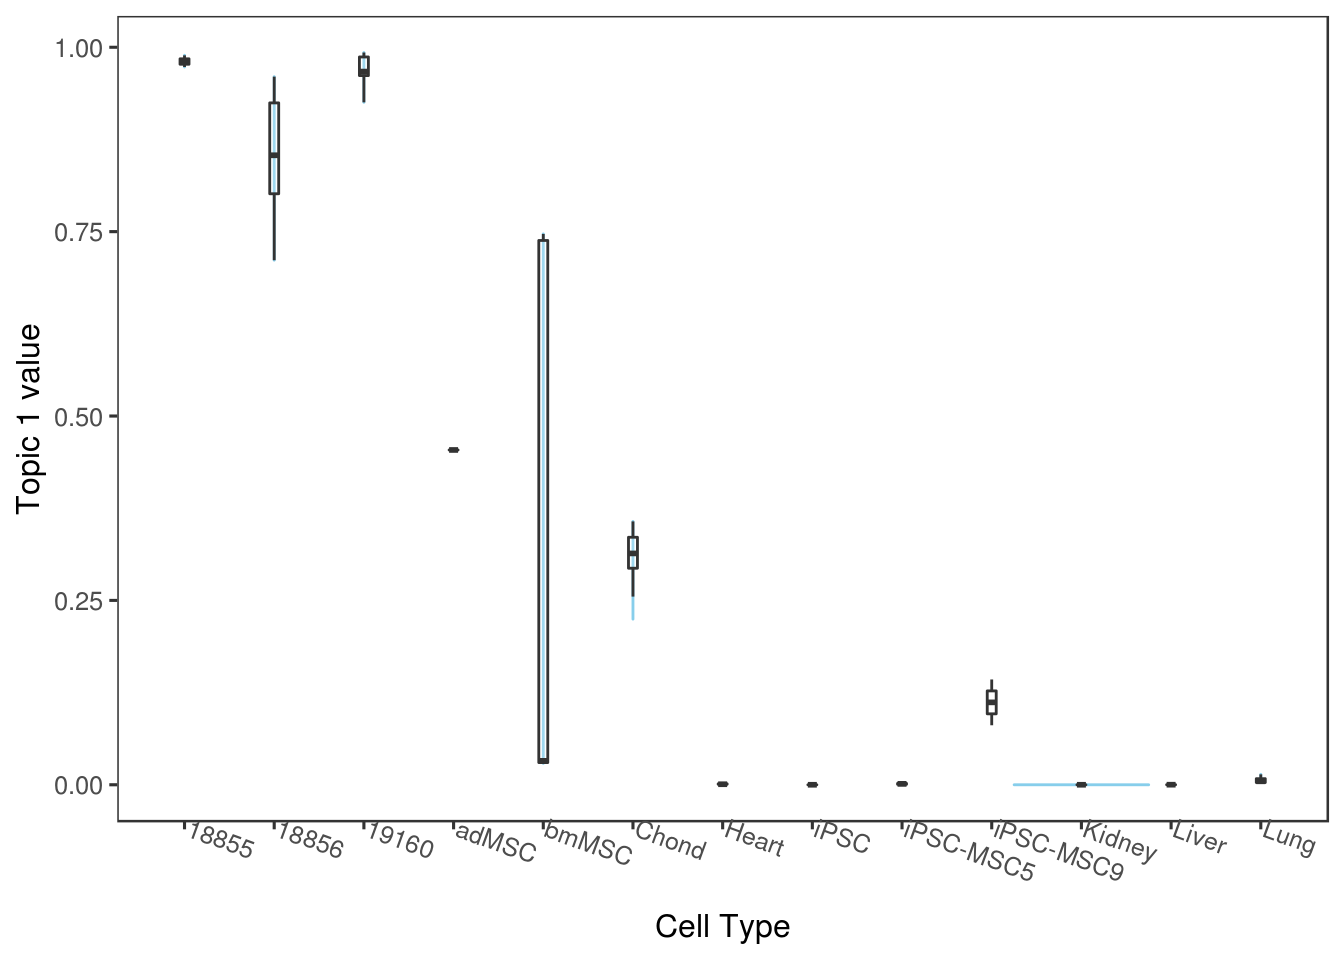 1.00
0.75
0.50
0.25
0.00
Topic 1 value
18855
18856
19160
adMSC
bmMSC
Chond
Heart
iPSC
iPSC-MSC5
iPSC-MSC9
Kidney
Liver
Lung
Cell Type